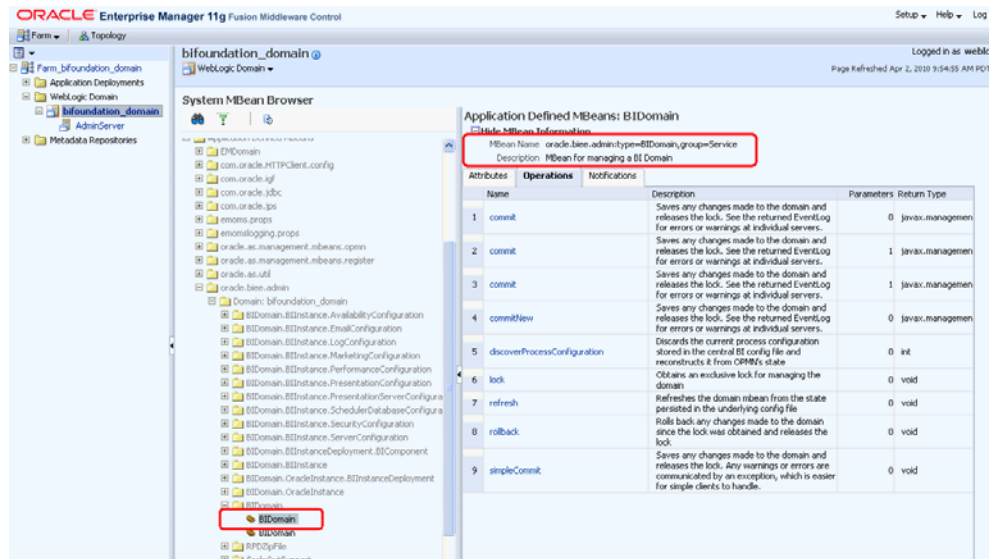 ORACLE Enterprise Manager 11g Fusion Middleware Control
Setup Help Log
Farm Topology
Farm_bifoundation_domain
Application Deployments
WebLogic Domain
bifoundation_domain
AdminServer
Metadata Repositories
bifoundation_domain
WebLogic Domain
Logged in as weblo
Page Refreshed Apr 2, 2010 9:54:55 AM PDT
System MBean Browser
EMDomain
com.oracle.HTTPClient.config
com.oracle.igf
com.oracle.jdbc
com.oracle.jps
emoms.props
emomslogging.props
oracle.as.management.mbeans.opmn
oracle.as.management.mbeans.register
oracle.as.util
oracle.biee.admin
Domain: bifoundation_domain
BIDomain.BIInstance.AvailabilityConfiguration
BIDomain.BIInstance.EmailConfiguration
BIDomain.BIInstance.LogConfiguration
BIDomain.BIInstance.MarketingConfiguration
BIDomain.BIInstance.PerformanceConfiguration
BIDomain.BIInstance.PresentationConfiguration
BIDomain.BIInstance.PresentationServerConfigura
BIDomain.BIInstance.SchedulerDatabaseConfigura
BIDomain.BIInstance.SecurityConfiguration
BIDomain.BIInstance.ServerConfiguration
BIDomain.BIInstanceDeployment.BIComponent
BIDomain.BIInstance
BIDomain.OracleInstance.BIInstanceDeployment
BIDomain.OracleInstance
BIDomain
BIDomain
BIDomain
RPDZipFile
Application Defined MBeans: BIDomain
Hide MBean Information
MBean Name oracle.biee.admin:type=BIDomain,group=Service
Description MBean for managing a BI Domain
Attributes Operations Notifications
Name Description Parameters Return Type
1 commit Saves any changes made to the domain and releases the lock. See the returned EventLog for errors or warnings at individual servers. 0 javax.managemen
2 commit Saves any changes made to the domain and releases the lock. See the returned EventLog for errors or warnings at individual servers. 1 javax.managemen
3 commit Saves any changes made to the domain and releases the lock. See the returned EventLog for errors or warnings at individual servers. 1 javax.managemen
4 commitNew Saves any changes made to the domain and releases the lock. See the returned EventLog for errors or warnings at individual servers. 0 javax.managemen
5 discoverProcessConfiguration Discards the current process configuration stored in the central BI config file and reconstructs it from OPMN's state 0 int
6 lock Obtains an exclusive lock for managing the domain 0 void
7 refresh Refreshes the domain mbean from the state persisted in the underlying config file 0 void
8 rollback Rolls back any changes made to the domain since the lock was obtained and releases the lock 0 void
9 simpleCommit Saves any changes made to the domain and releases the lock. Any warnings or errors are communicated by an exception, which is easier for simple clients to handle. 0 void